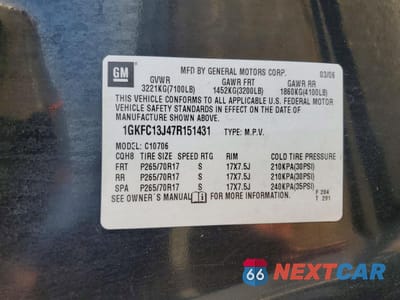 GM
MFD BY GENERAL MOTORS CORP. 03/06
GVWR GAWR FRT GAWR RR
3221KG(7100LB) 1452KG(3200LB) 1860KG(4100LB)
THIS VEHICLE CONFORMS TO ALL APPLICABLE U.S. FEDERAL MOTOR
VEHICLE SAFETY STANDARDS IN EFFECT ON THE DATE OF
MANUFACTURE SHOWN ABOVE.
1GKFC13J47R151431 TYPE: M.P.V.
MODEL: C10706
CQH8 TIRE SIZE SPEED RTG RIM COLD TIRE PRESSURE
FRT P265/70R17 S 17X7.5J 210KPA(30PSI)
RR P265/70R17 S 17X7.5J 210KPA(30PSI)
SPA P265/70R17 S 17X7.5J 240KPA(35PSI)
SEE OWNER'S MANUAL FOR MORE INFORMATION. P 204
T 291
66 NEXTCAR